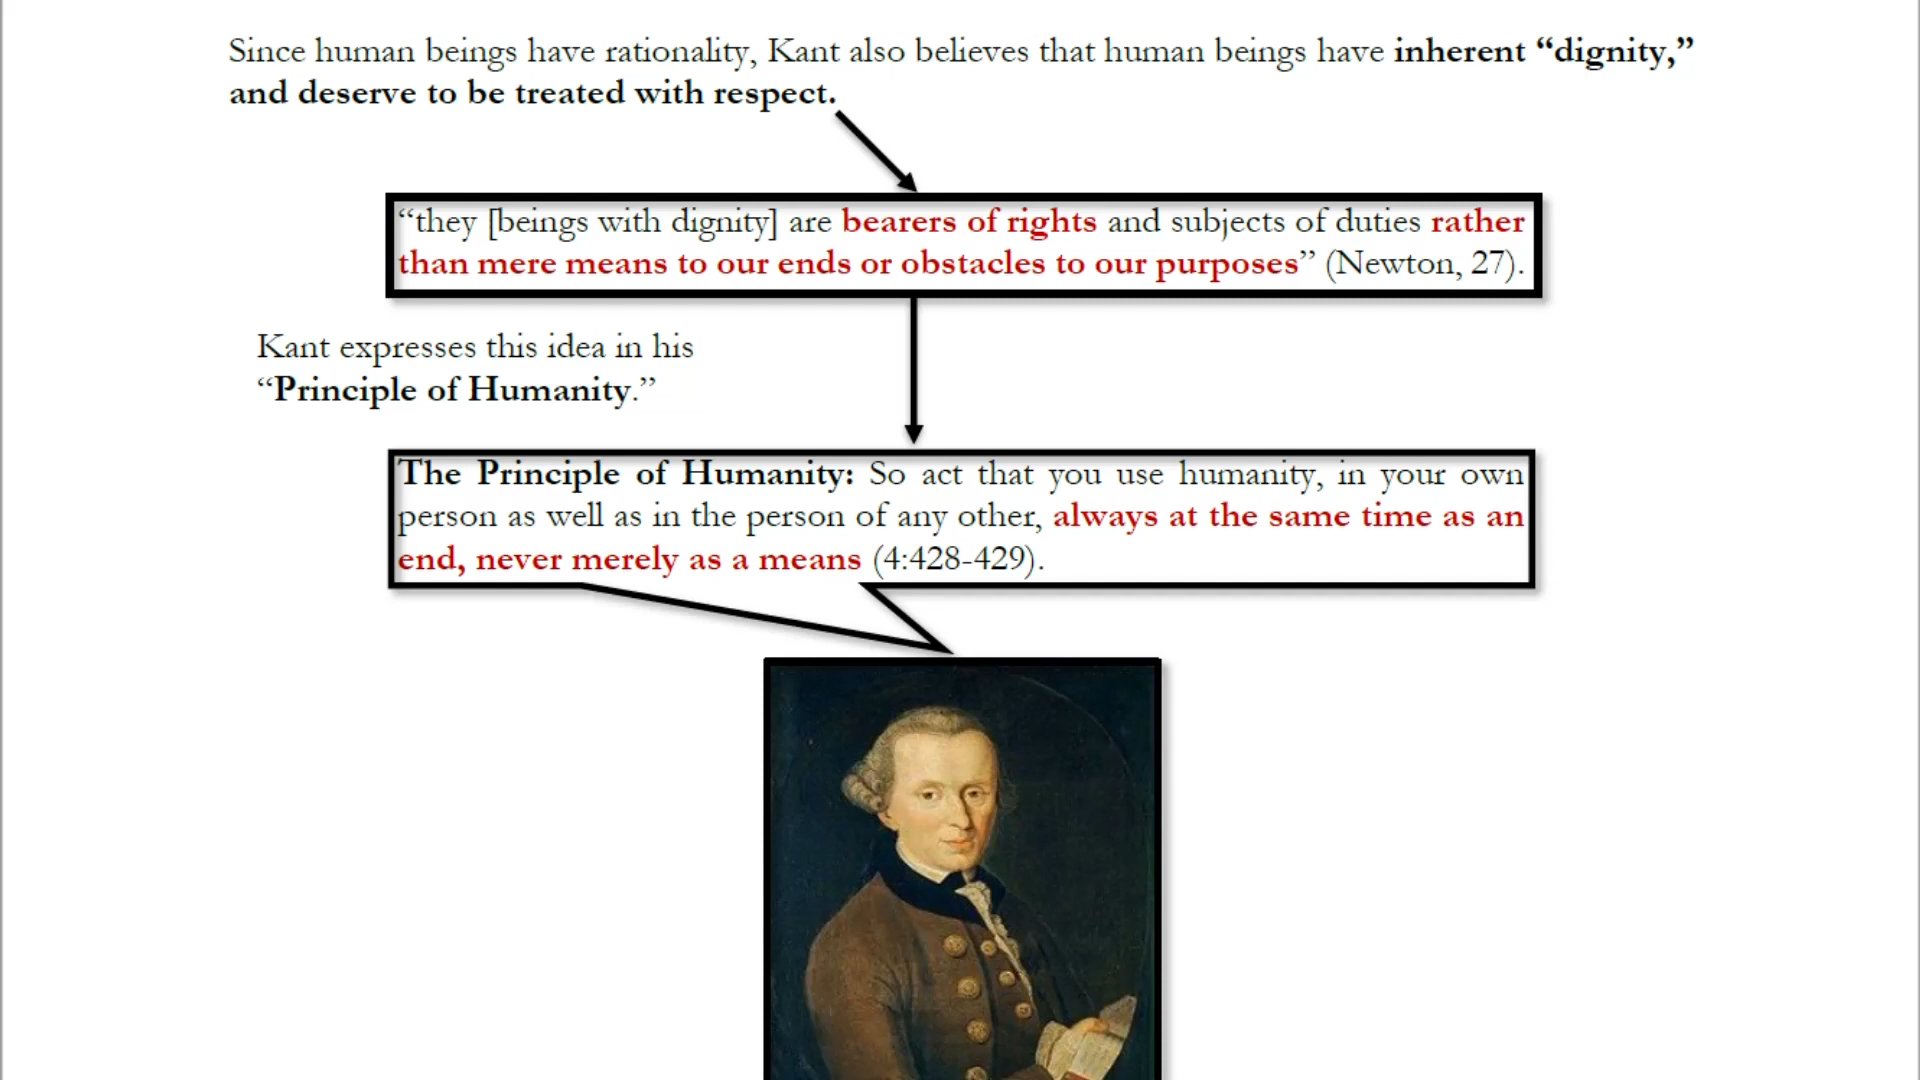 Since human beings have rationality, Kant also believes that human beings have inherent “dignity,”
and deserve to be treated with respect.
“they [beings with dignity] are bearers of rights and subjects of duties rather
than mere means to our ends or obstacles to our purposes” (Newton, 27).
Kant expresses this idea in his
“Principle of Humanity.”
The Principle of Humanity: So act that you use humanity, in your own
person as well as in the person of any other, always at the same time as an
end, never merely as a means (4:428-429).